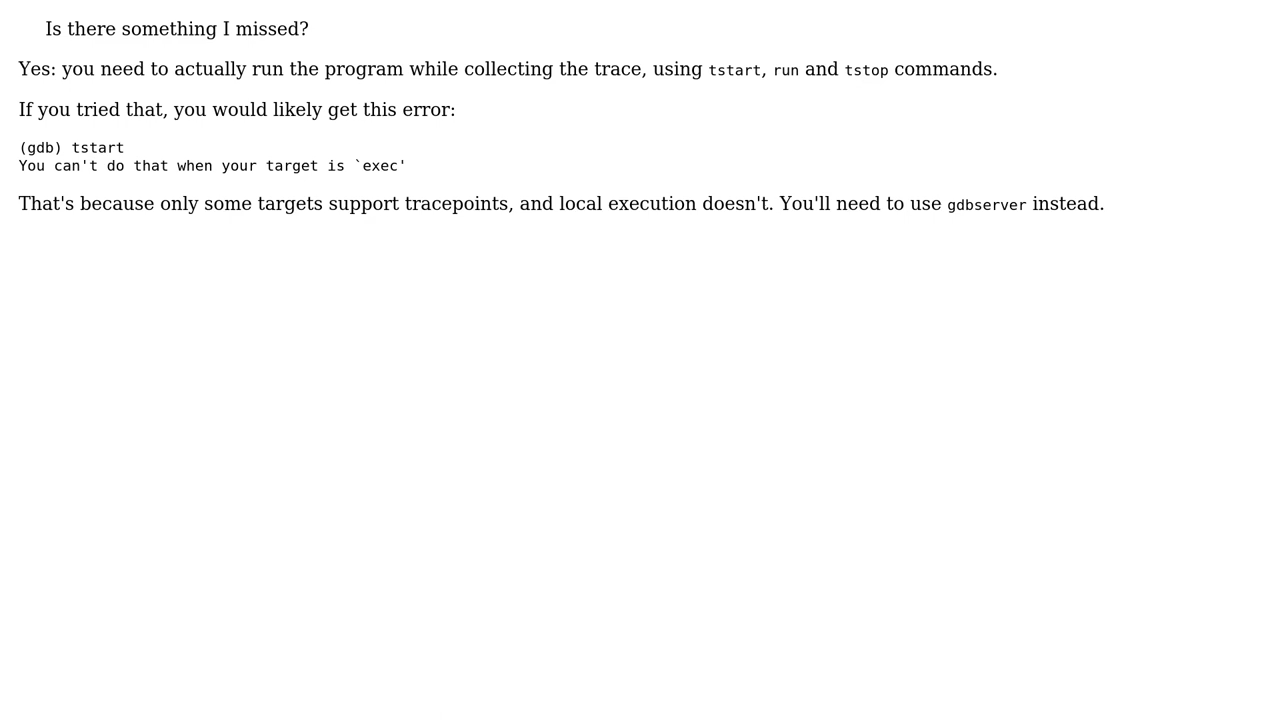 Is there something I missed?
Yes: you need to actually run the program while collecting the trace, using tstart, run and tstop commands.
If you tried that, you would likely get this error:
(gdb) tstart
You can't do that when your target is `exec'
That's because only some targets support tracepoints, and local execution doesn't. You'll need to use gdbserver instead.